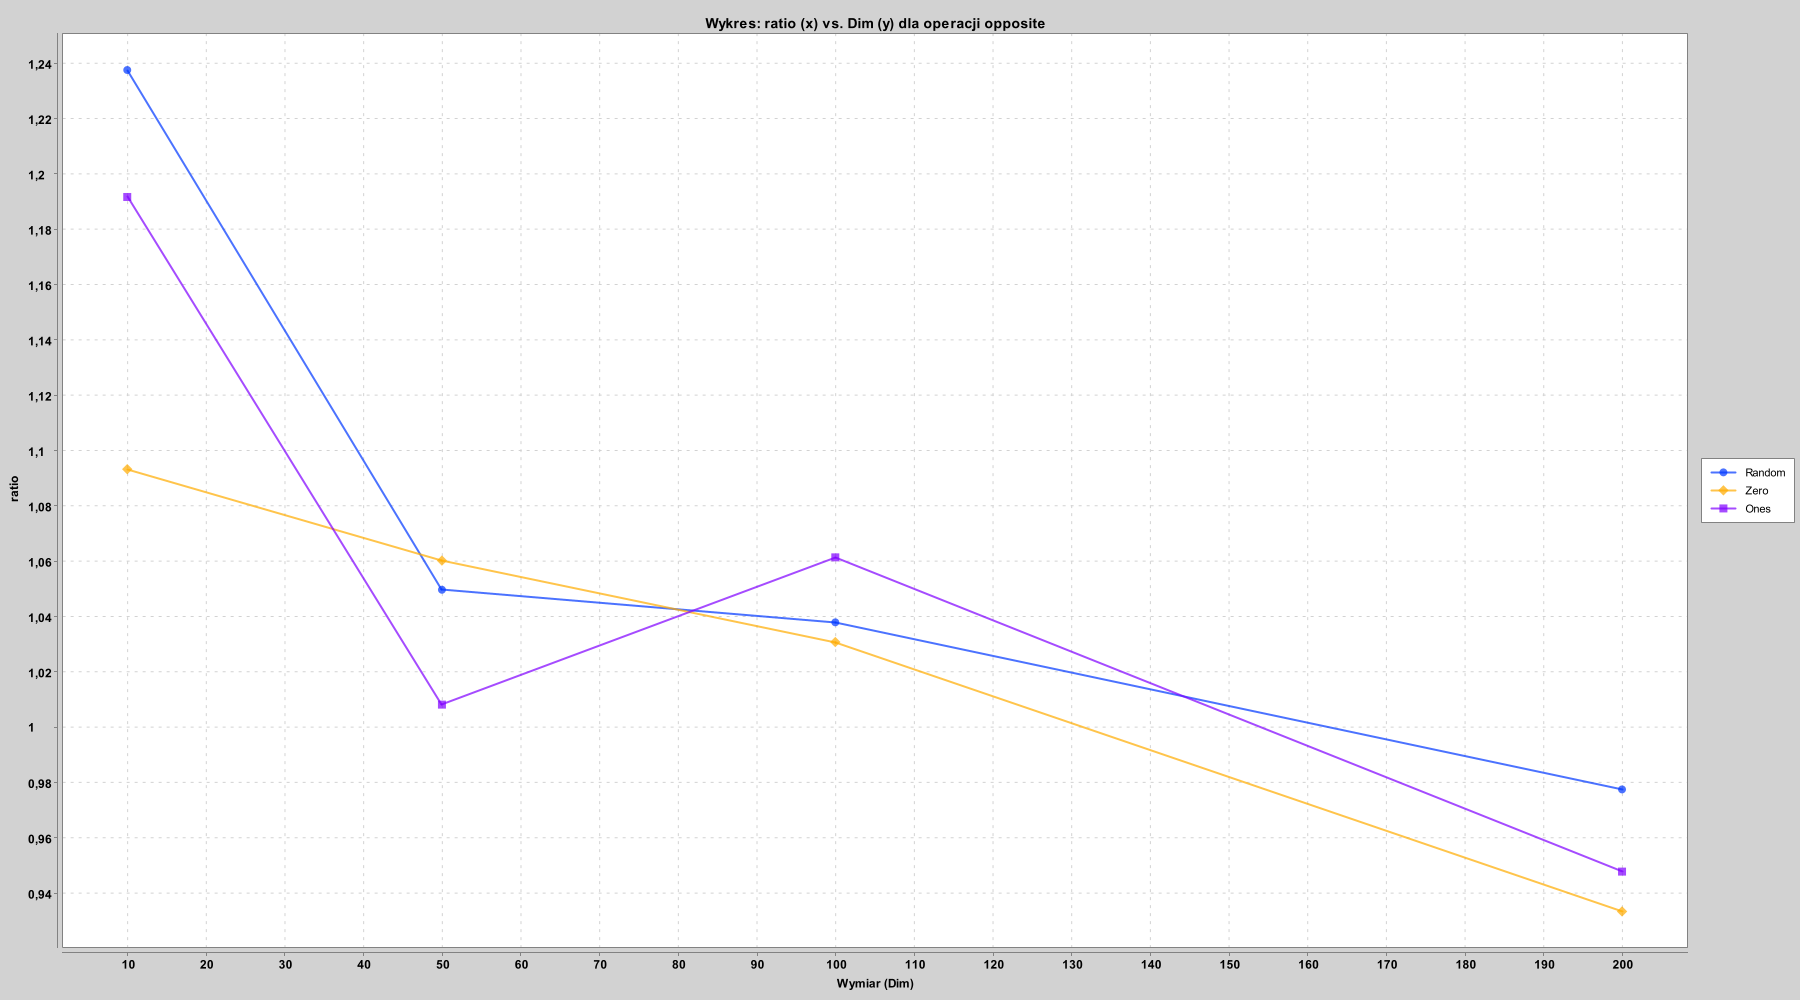 Wykres: ratio (x) vs. Dim (y) dla operacji opposite
1,24
1,22
1,2
1,18
1,16
1,14
1,12
1,1
1,08
1,06
1,04
1,02
1
0,98
0,96
0,94
ratio
Random
Zero
Ones
10 20 30 40 50 60 70 80 90 100 110 120 130 140 150 160 170 180 190 200
Wymiar (Dim)